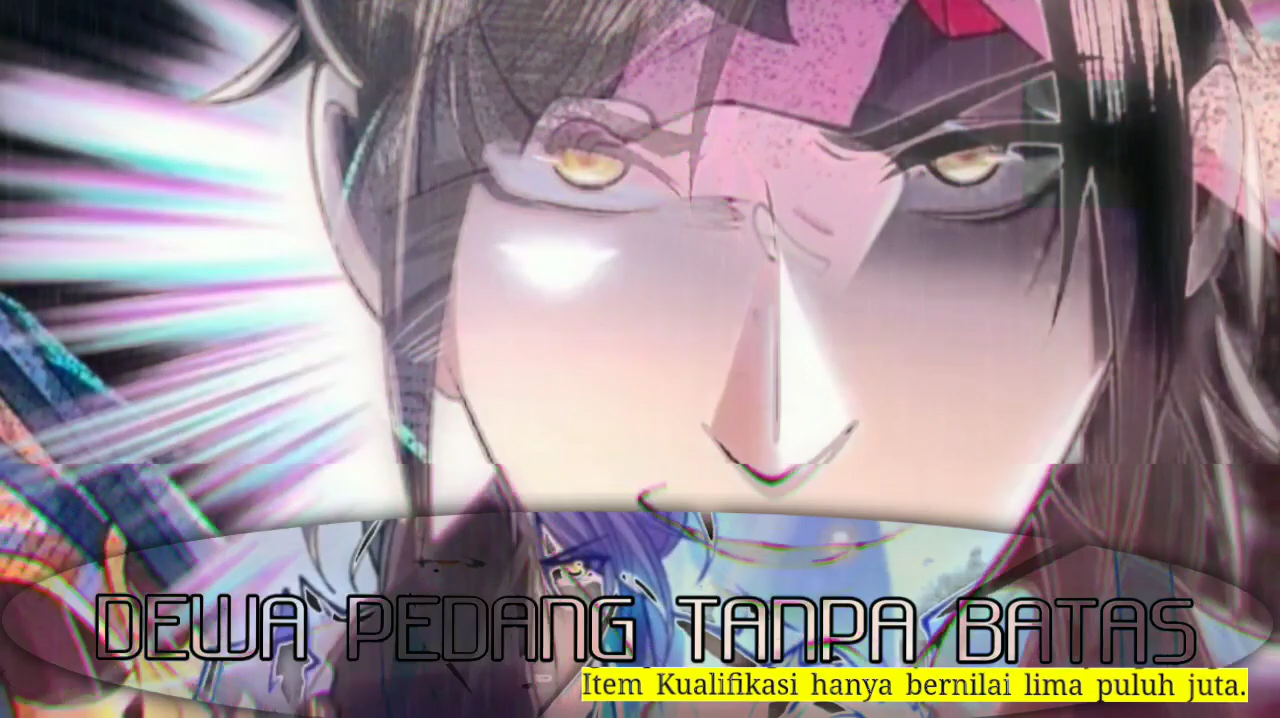 DEWA PEDANG TANPA BATAS
Item Kualifikasi hanya bernilai lima puluh juta.